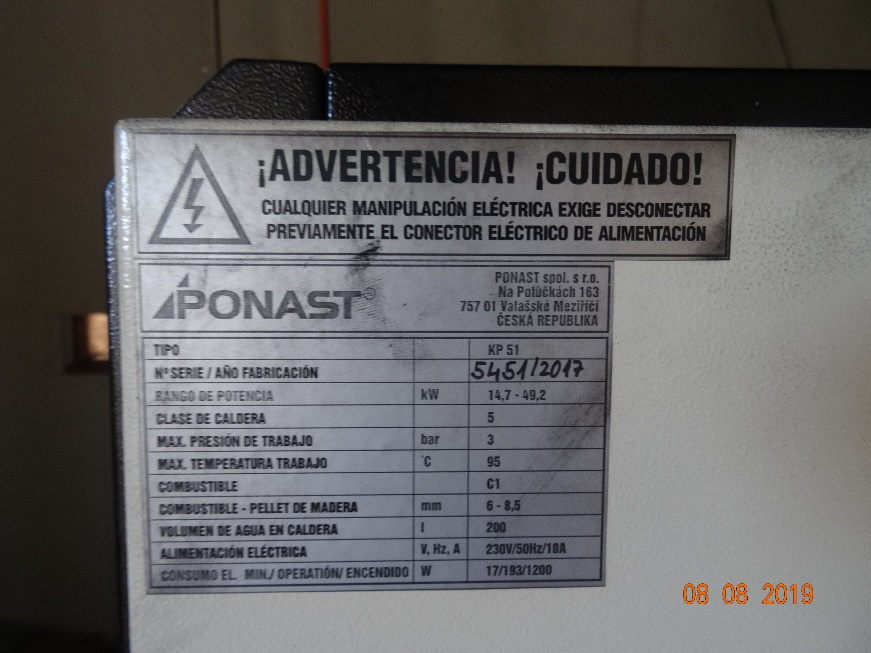 ¡ADVERTENCIA! ¡CUIDADO!
CUALQUIER MANIPULACIÓN ELÉCTRICA EXIGE DESCONECTAR
PREVIAMENTE EL CONECTOR ELÉCTRICO DE ALIMENTACIÓN
PONAST®
PONAST spol. s r.o.
Na Potůčkách 163
757 01 Valašské Meziříčí
ČESKÁ REPUBLIKA
TIPO KP 51
Nº SERIE / AÑO FABRICACIÓN 5451/2017
RANGO DE POTENCIA kW 14,7 - 49,2
CLASE DE CALDERA 5
MAX. PRESIÓN DE TRABAJO bar 3
MAX. TEMPERATURA TRABAJO °C 95
COMBUSTIBLE C1
COMBUSTIBLE - PELLET DE MADERA mm 6 - 8,5
VOLUMEN DE AGUA EN CALDERA l 200
ALIMENTACIÓN ELÉCTRICA V, Hz, A 230V/50Hz/10A
CONSUMO EL. MIN./ OPERATIÓN/ ENCENDIDO W 17/193/1200
08 08 2019